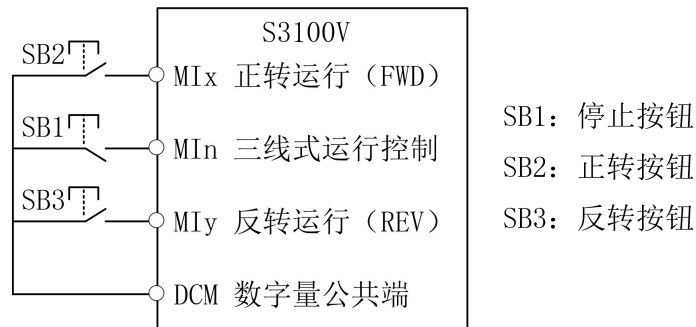 S3100V
SB2
MIx 正转运行（FWD）
SB1
MIn 三线式运行控制
SB3
MIy 反转运行（REV）
DCM 数字量公共端
SB1：停止按钮
SB2：正转按钮
SB3：反转按钮